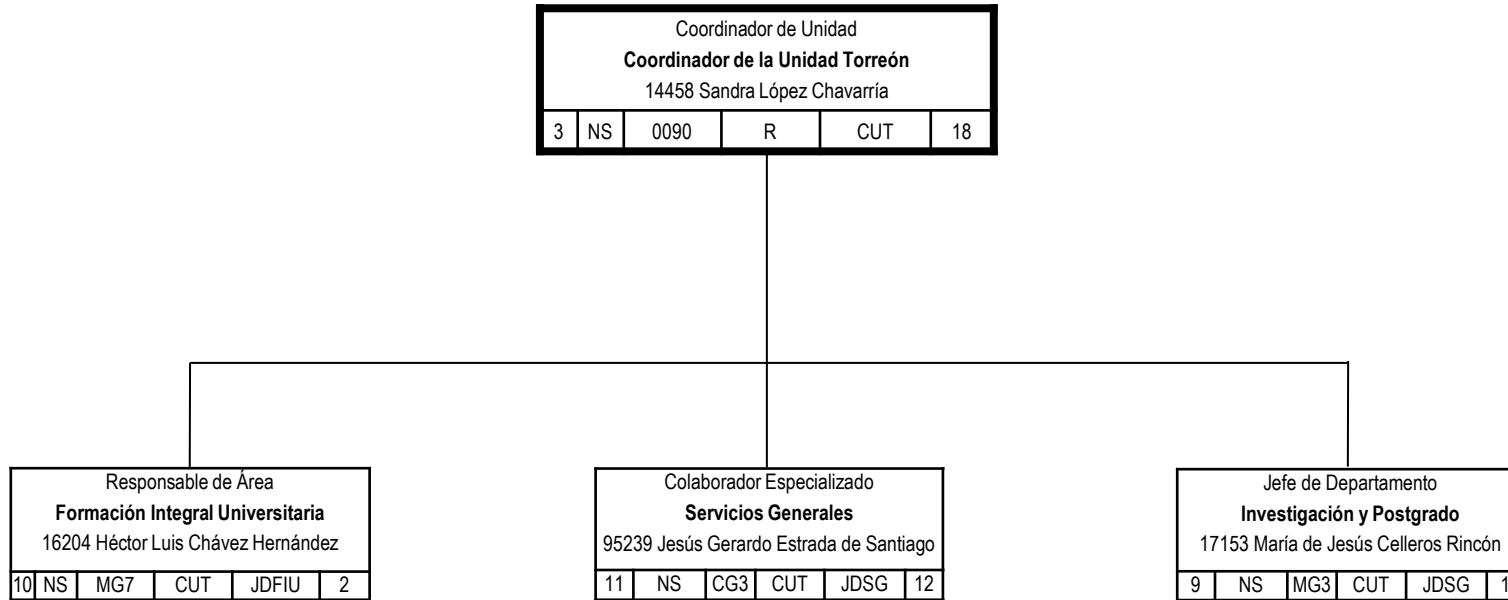 Coordinador de Unidad
Coordinador de la Unidad Torreón
14458 Sandra López Chavarría
3 NS 0090 R CUT 18
Responsable de Área
Formación Integral Universitaria
16204 Héctor Luis Chávez Hernández
10 NS MG7 CUT JDFIU 2
Colaborador Especializado
Servicios Generales
95239 Jesús Gerardo Estrada de Santiago
11 NS CG3 CUT JDSG 12
Jefe de Departamento
Investigación y Postgrado
17153 María de Jesús Celleros Rincón
9 NS MG3 CUT JDSG 1